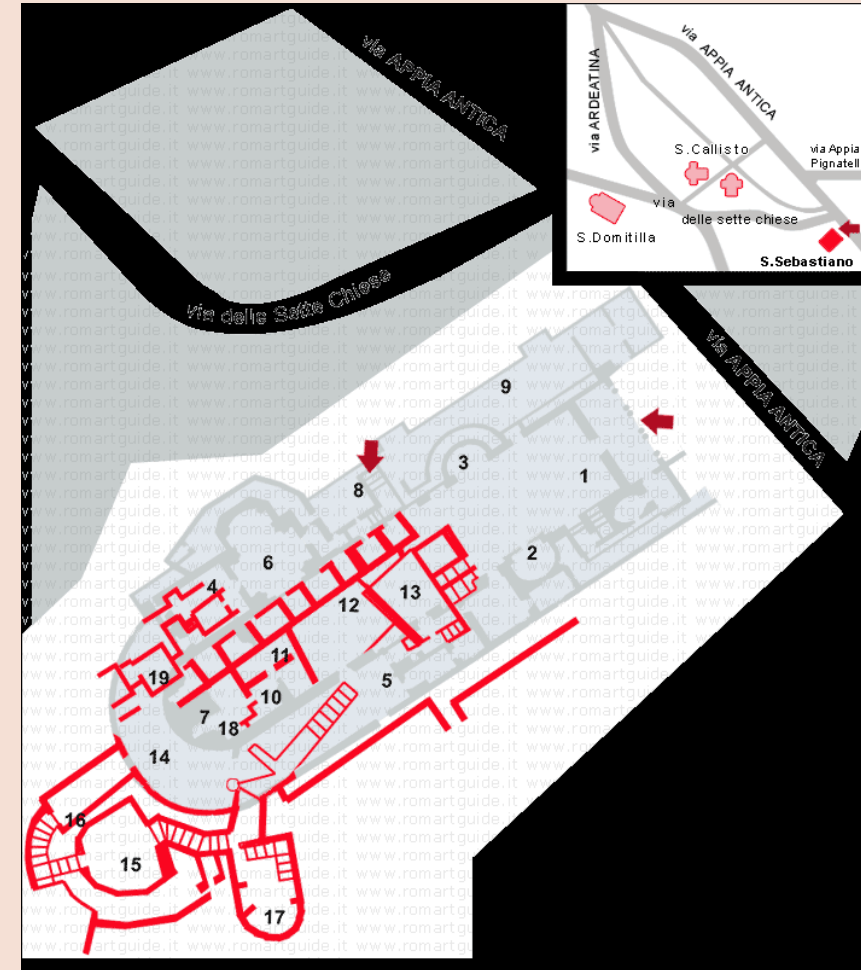 via APPIA ANTICA
via delle Sette Chiese
via APPIA ANTICA
via ARDEATINA
via APPIA ANTICA
S.Callisto
via Appia
Pignatell
via
delle sette chiese
S.Domitilla
S.Sebastiano
9
3
8
1
2
6
4
13
12
11
19
5
10
7
18
14
16
15
17
www.romartguide.it